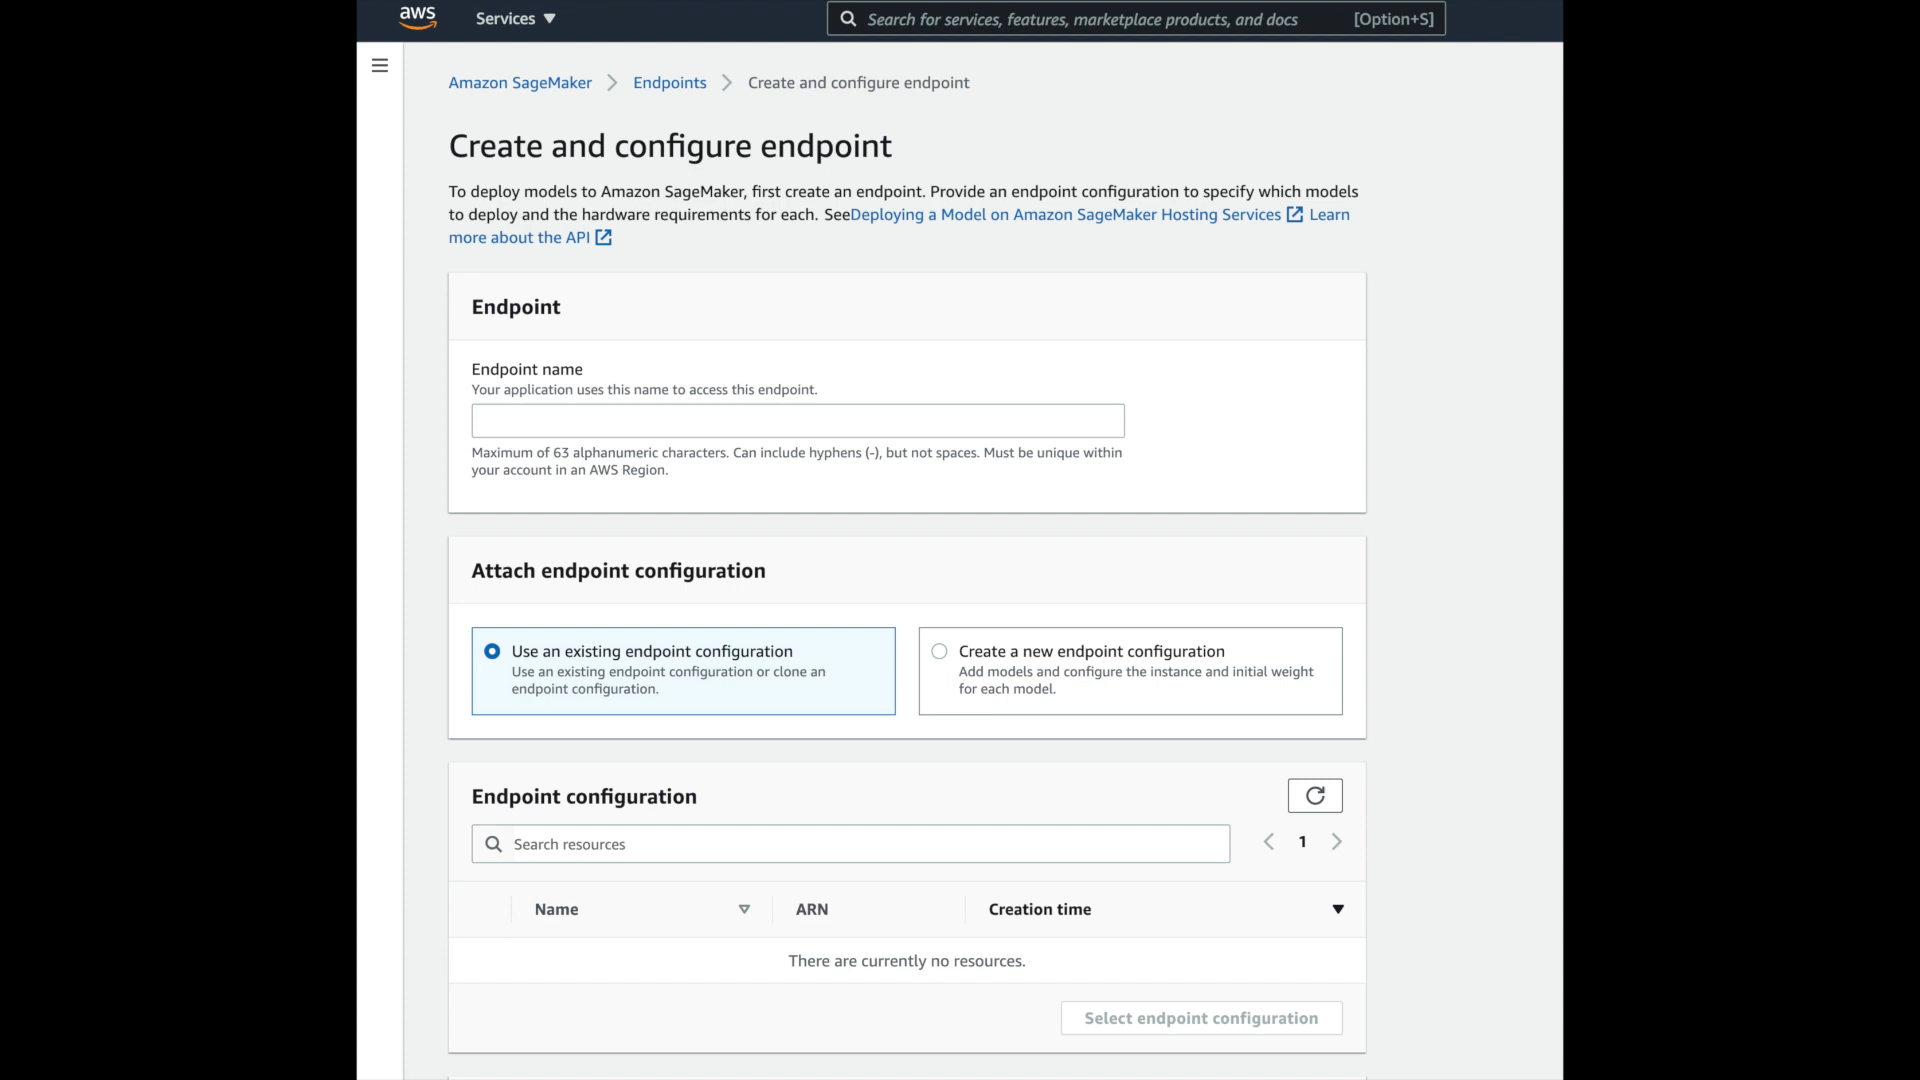 aws
Services ▼
Search for services, features, marketplace products, and docs [Option+S]
Amazon SageMaker > Endpoints > Create and configure endpoint
Create and configure endpoint
To deploy models to Amazon SageMaker, first create an endpoint. Provide an endpoint configuration to specify which models
to deploy and the hardware requirements for each. SeeDeploying a Model on Amazon SageMaker Hosting Services Learn
more about the API
Endpoint
Endpoint name
Your application uses this name to access this endpoint.
Maximum of 63 alphanumeric characters. Can include hyphens (-), but not spaces. Must be unique within
your account in an AWS Region.
Attach endpoint configuration
Use an existing endpoint configuration
Use an existing endpoint configuration or clone an
endpoint configuration.
Create a new endpoint configuration
Add models and configure the instance and initial weight
for each model.
Endpoint configuration
Search resources
1
Name ARN Creation time
There are currently no resources.
Select endpoint configuration